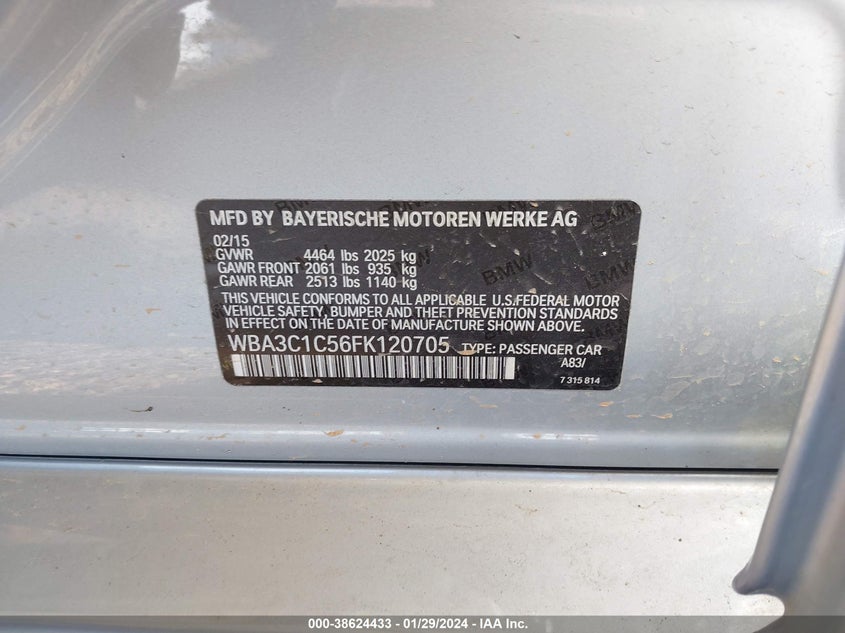 MFD BY BAYERISCHE MOTOREN WERKE AG
02/15
GVWR 4464 lbs 2025 kg
GAWR FRONT 2061 lbs 935 kg
GAWR REAR 2513 lbs 1140 kg
THIS VEHICLE CONFORMS TO ALL APPLICABLE U.S.FEDERAL MOTOR
VEHICLE SAFETY, BUMPER AND THEFT PREVENTION STANDARDS
IN EFFECT ON THE DATE OF MANUFACTURE SHOWN ABOVE.
WBA3C1C56FK120705 TYPE: PASSENGER CAR
A83/
7 315 814
BMW
000-38624433 - 01/29/2024 - IAA Inc.